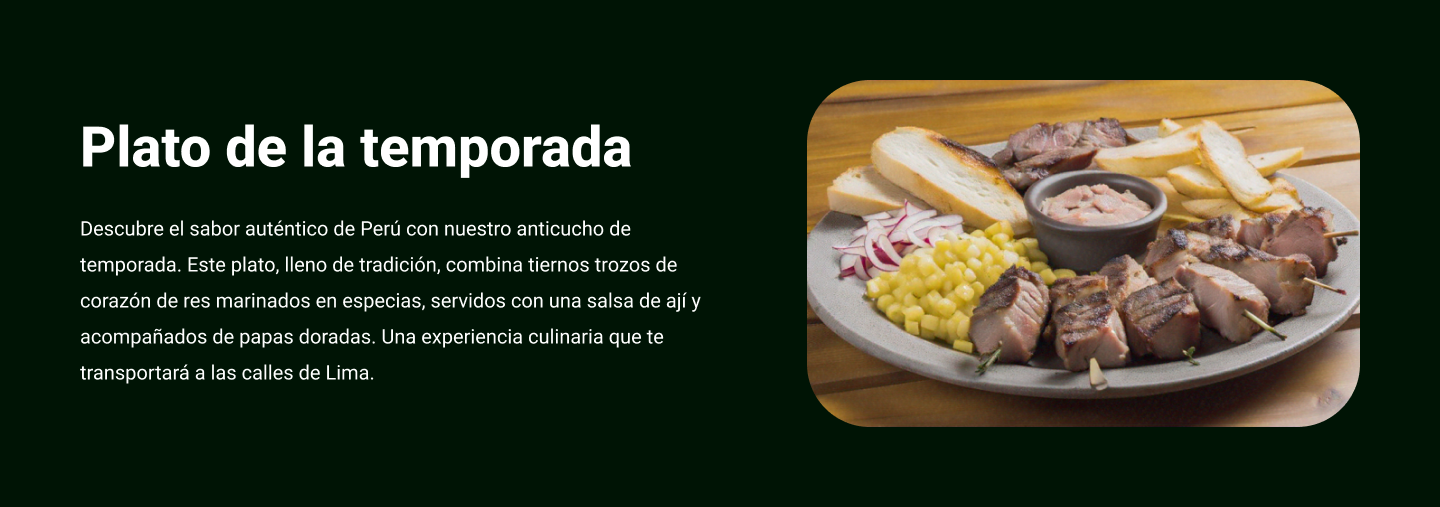 Plato de la temporada
Descubre el sabor auténtico de Perú con nuestro anticucho de
temporada. Este plato, lleno de tradición, combina tiernos trozos de
corazón de res marinados en especias, servidos con una salsa de ají y
acompañados de papas doradas. Una experiencia culinaria que te
transportará a las calles de Lima.